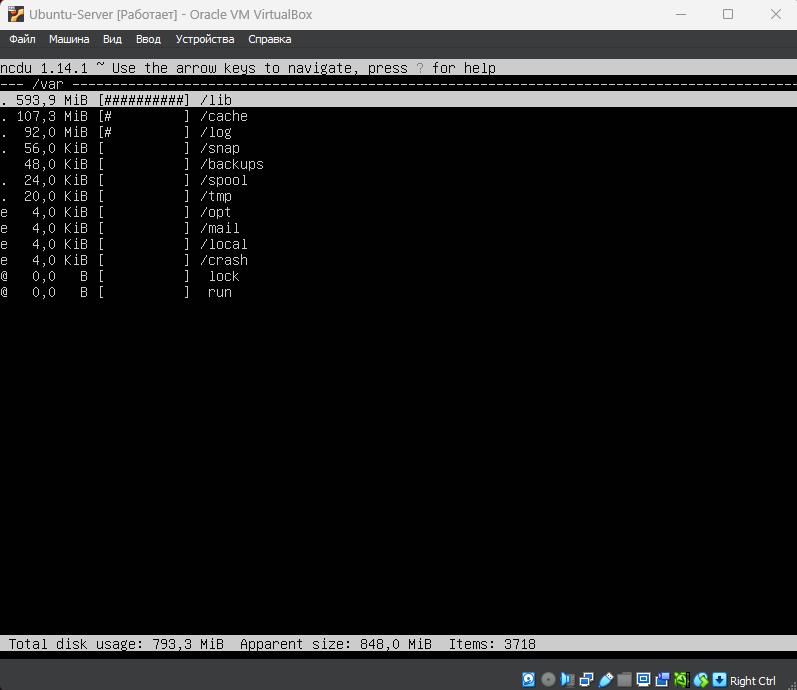 Ubuntu-Server [Работает] - Oracle VM VirtualBox
Файл Машина Вид Ввод Устройства Справка
ncdu 1.14.1 ~ Use the arrow keys to navigate, press ? for help
--- /var -------------------------------------------------------------------------------------------
. 593,9 MiB [##########] /lib
. 107,3 MiB [#         ] /cache
.  92,0 MiB [#         ] /log
.  56,0 KiB [          ] /snap
   48,0 KiB [          ] /backups
.  24,0 KiB [          ] /spool
.  20,0 KiB [          ] /tmp
e   4,0 KiB [          ] /opt
e   4,0 KiB [          ] /mail
e   4,0 KiB [          ] /local
e   4,0 KiB [          ] /crash
@   0,0   B [          ]  lock
@   0,0   B [          ]  run
Total disk usage: 793,3 MiB  Apparent size: 848,0 MiB  Items: 3718
Right Ctrl